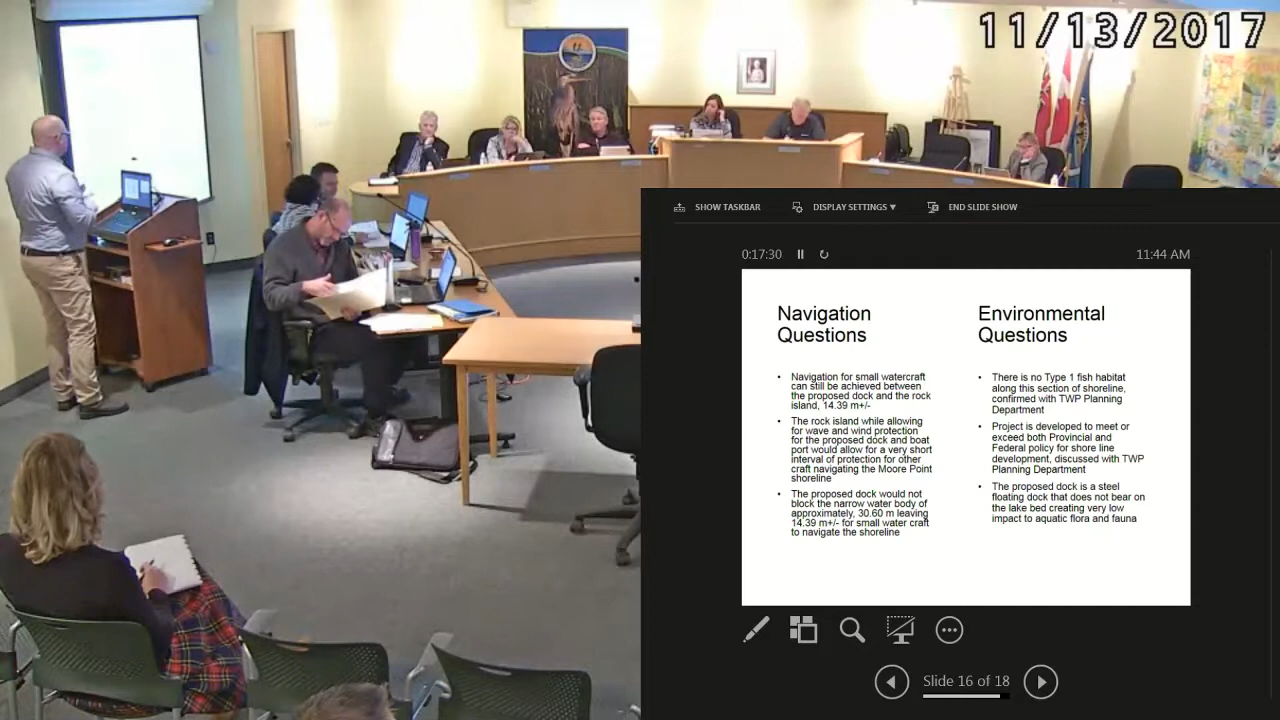 11/13/2017
SHOW TASKBAR
DISPLAY SETTINGS ▼
END SLIDE SHOW
0:17:30
11:44 AM
Navigation
Questions
• Navigation for small watercraft
can still be achieved between
the proposed dock and the rock
island, 14.39 m+/-
• The rock island while allowing
for wave and wind protection
for the proposed dock and boat
port would allow for a very short
interval of protection for other
craft navigating the Moore Point
shoreline
• The proposed dock would not
block the narrow water body of
approximately, 30.60 m leaving
14.39 m+/- for small water craft
to navigate the shoreline
Environmental
Questions
• There is no Type 1 fish habitat
along this section of shoreline,
confirmed with TWP Planning
Department
• Project is developed to meet or
exceed both Provincial and
Federal policy for shore line
development, discussed with TWP
Planning Department
• The proposed dock is a steel
floating dock that does not bear on
the lake bed creating very low
impact to aquatic flora and fauna
Slide 16 of 18